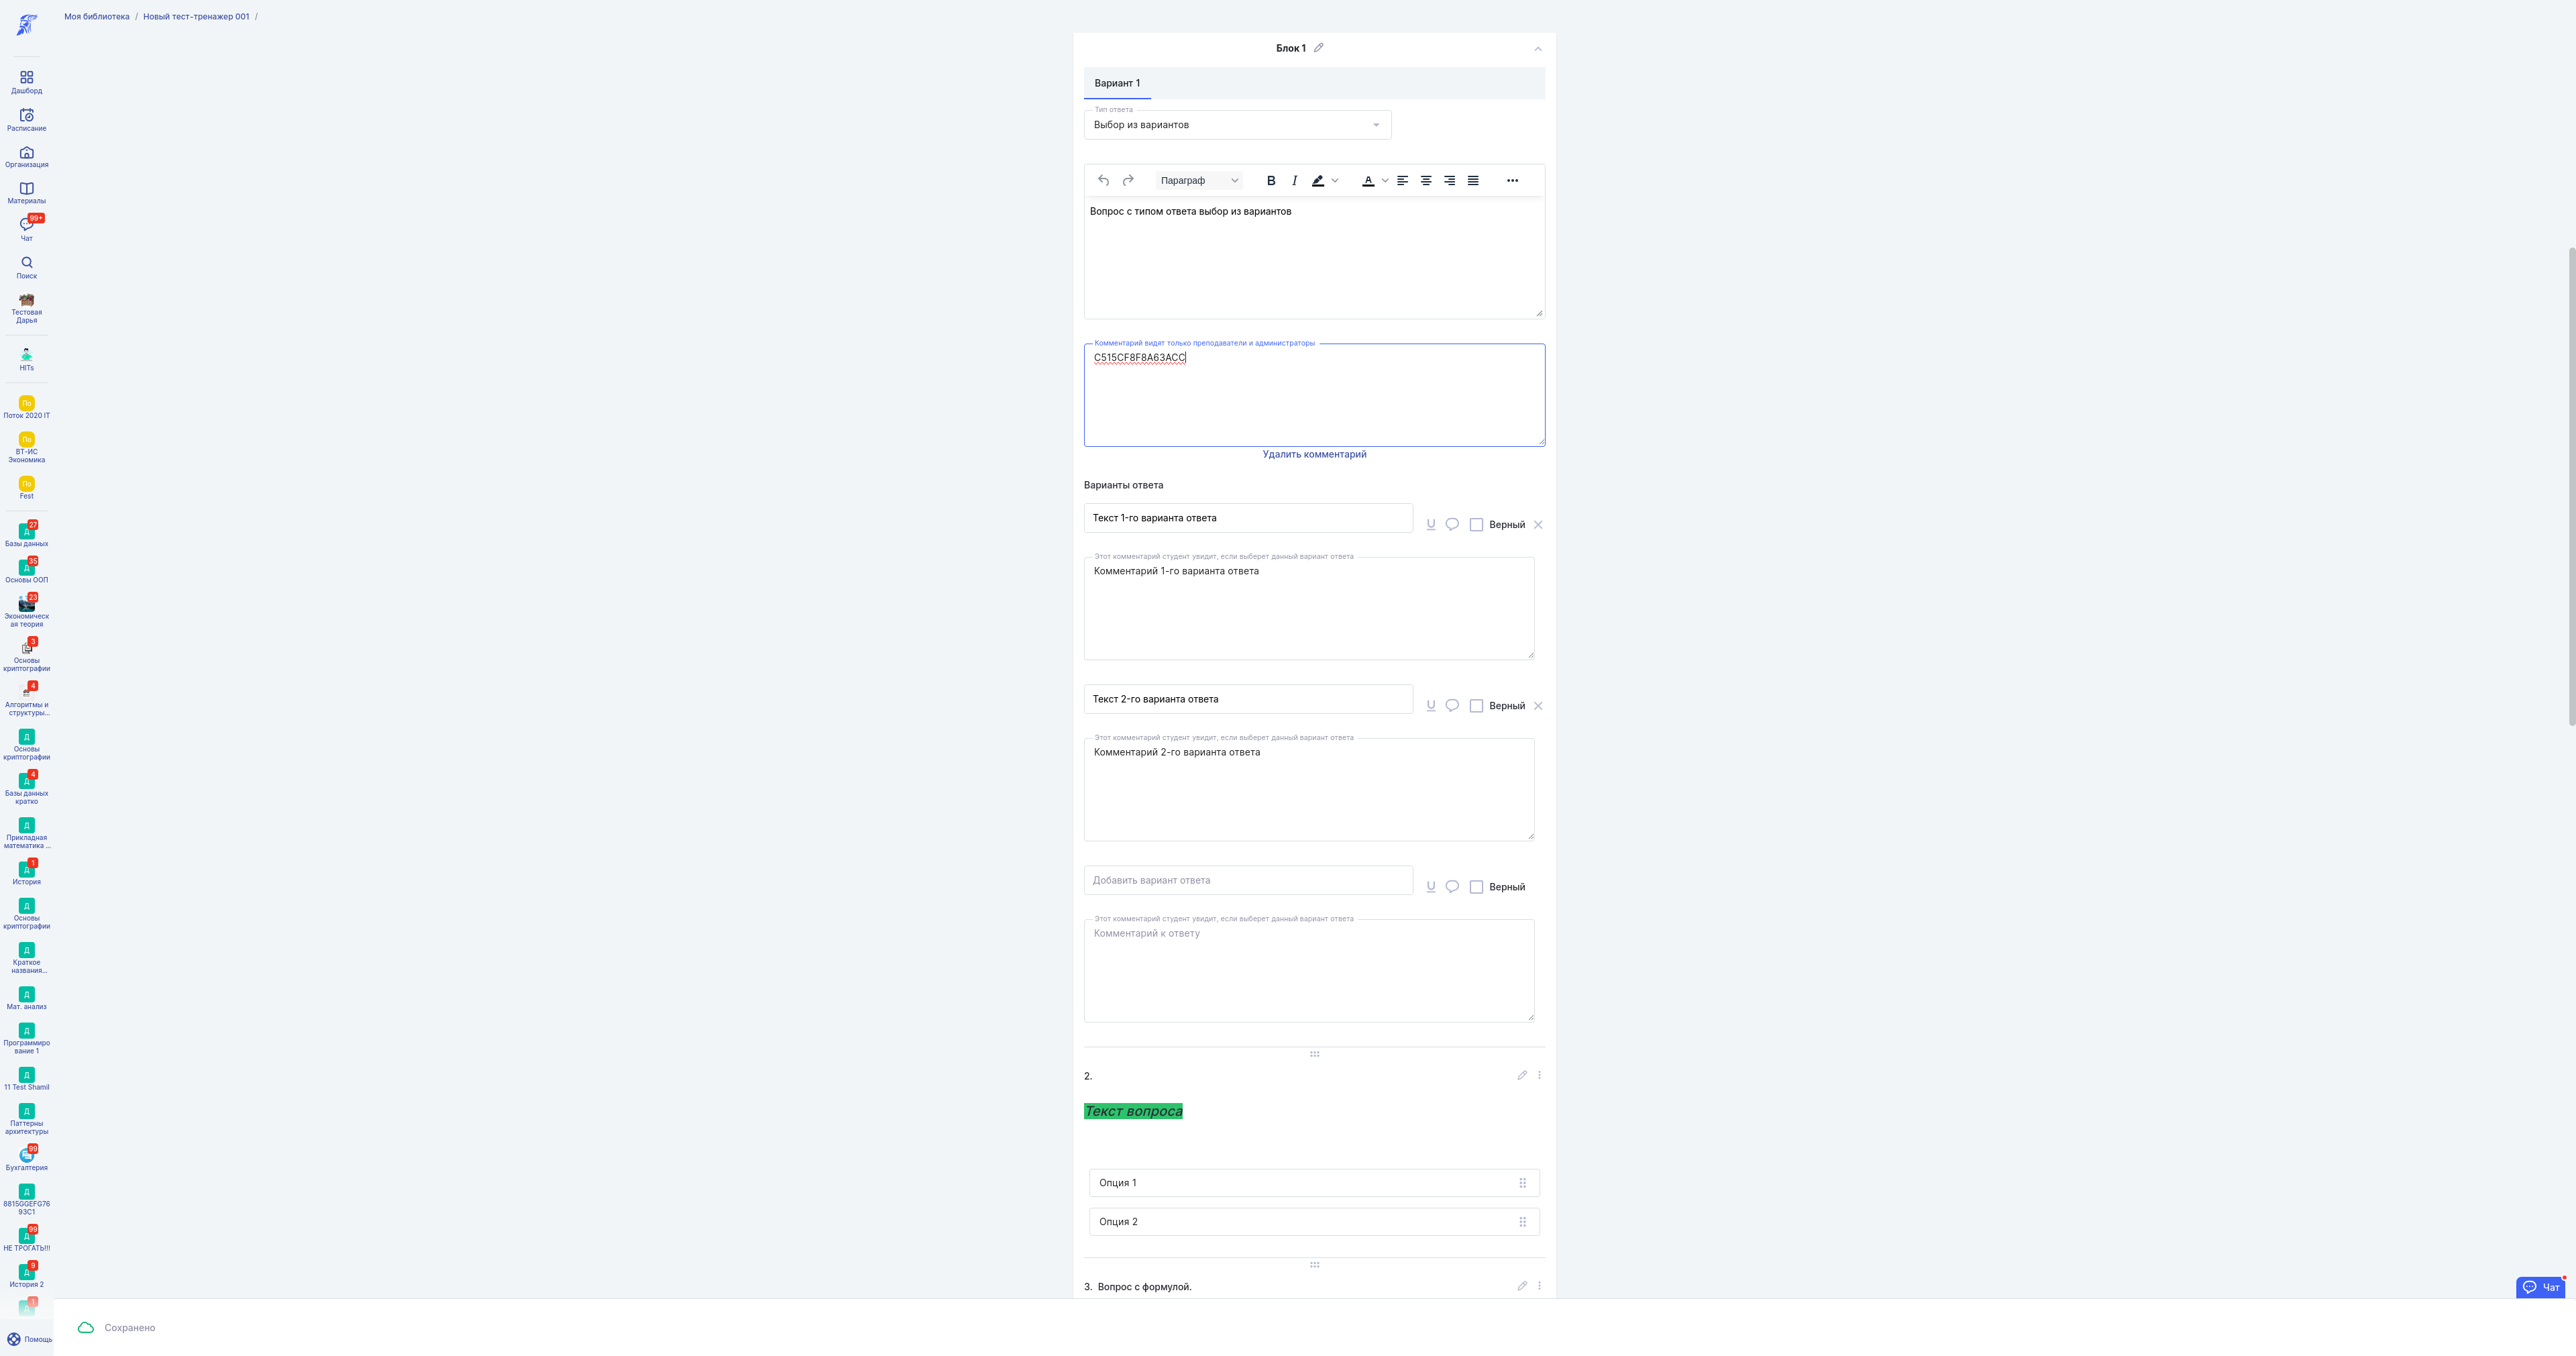 Моя библиотека / Новый тест-тренажер 001 /
Дашборд
Расписание
Организация
Материалы
99+
Чат
Поиск
Тестовая
Дарья
HITs
По
Поток 2020 IT
По
ВТ-ИС
Экономика
По
Fest
27
Д
Базы данных
35
Д
Основы ООП
23
Экономическ
ая теория
3
Основы
криптографии
4
Алгоритмы и
структуры...
Д
Основы
криптографии
4
Д
Базы данных
кратко
Д
Прикладная
математика ...
1
Д
История
Д
Основы
криптографии
Д
Краткое
названия...
Д
Мат. анализ
Д
Программиро
вание 1
Д
11 Test Shamil
Д
Паттерны
архитектуры
99
Бухгалтерия
Д
8815GGEFG76
93C1
99
Д
НЕ ТРОГАТЬ!!!
9
Д
История 2
1
Д
Помощь
Блок 1
Вариант 1
Тип ответа
Выбор из вариантов
Параграф
B I A
Вопрос с типом ответа выбор из вариантов
Комментарий видят только преподаватели и администраторы
C515CF8F8A63ACC
Удалить комментарий
Варианты ответа
Текст 1-го варианта ответа
U Верный
Этот комментарий студент увидит, если выберет данный вариант ответа
Комментарий 1-го варианта ответа
Текст 2-го варианта ответа
U Верный
Этот комментарий студент увидит, если выберет данный вариант ответа
Комментарий 2-го варианта ответа
Добавить вариант ответа
U Верный
Этот комментарий студент увидит, если выберет данный вариант ответа
Комментарий к ответу
2.
Текст вопроса
Опция 1
Опция 2
3. Вопрос с формулой.
Чат
Сохранено